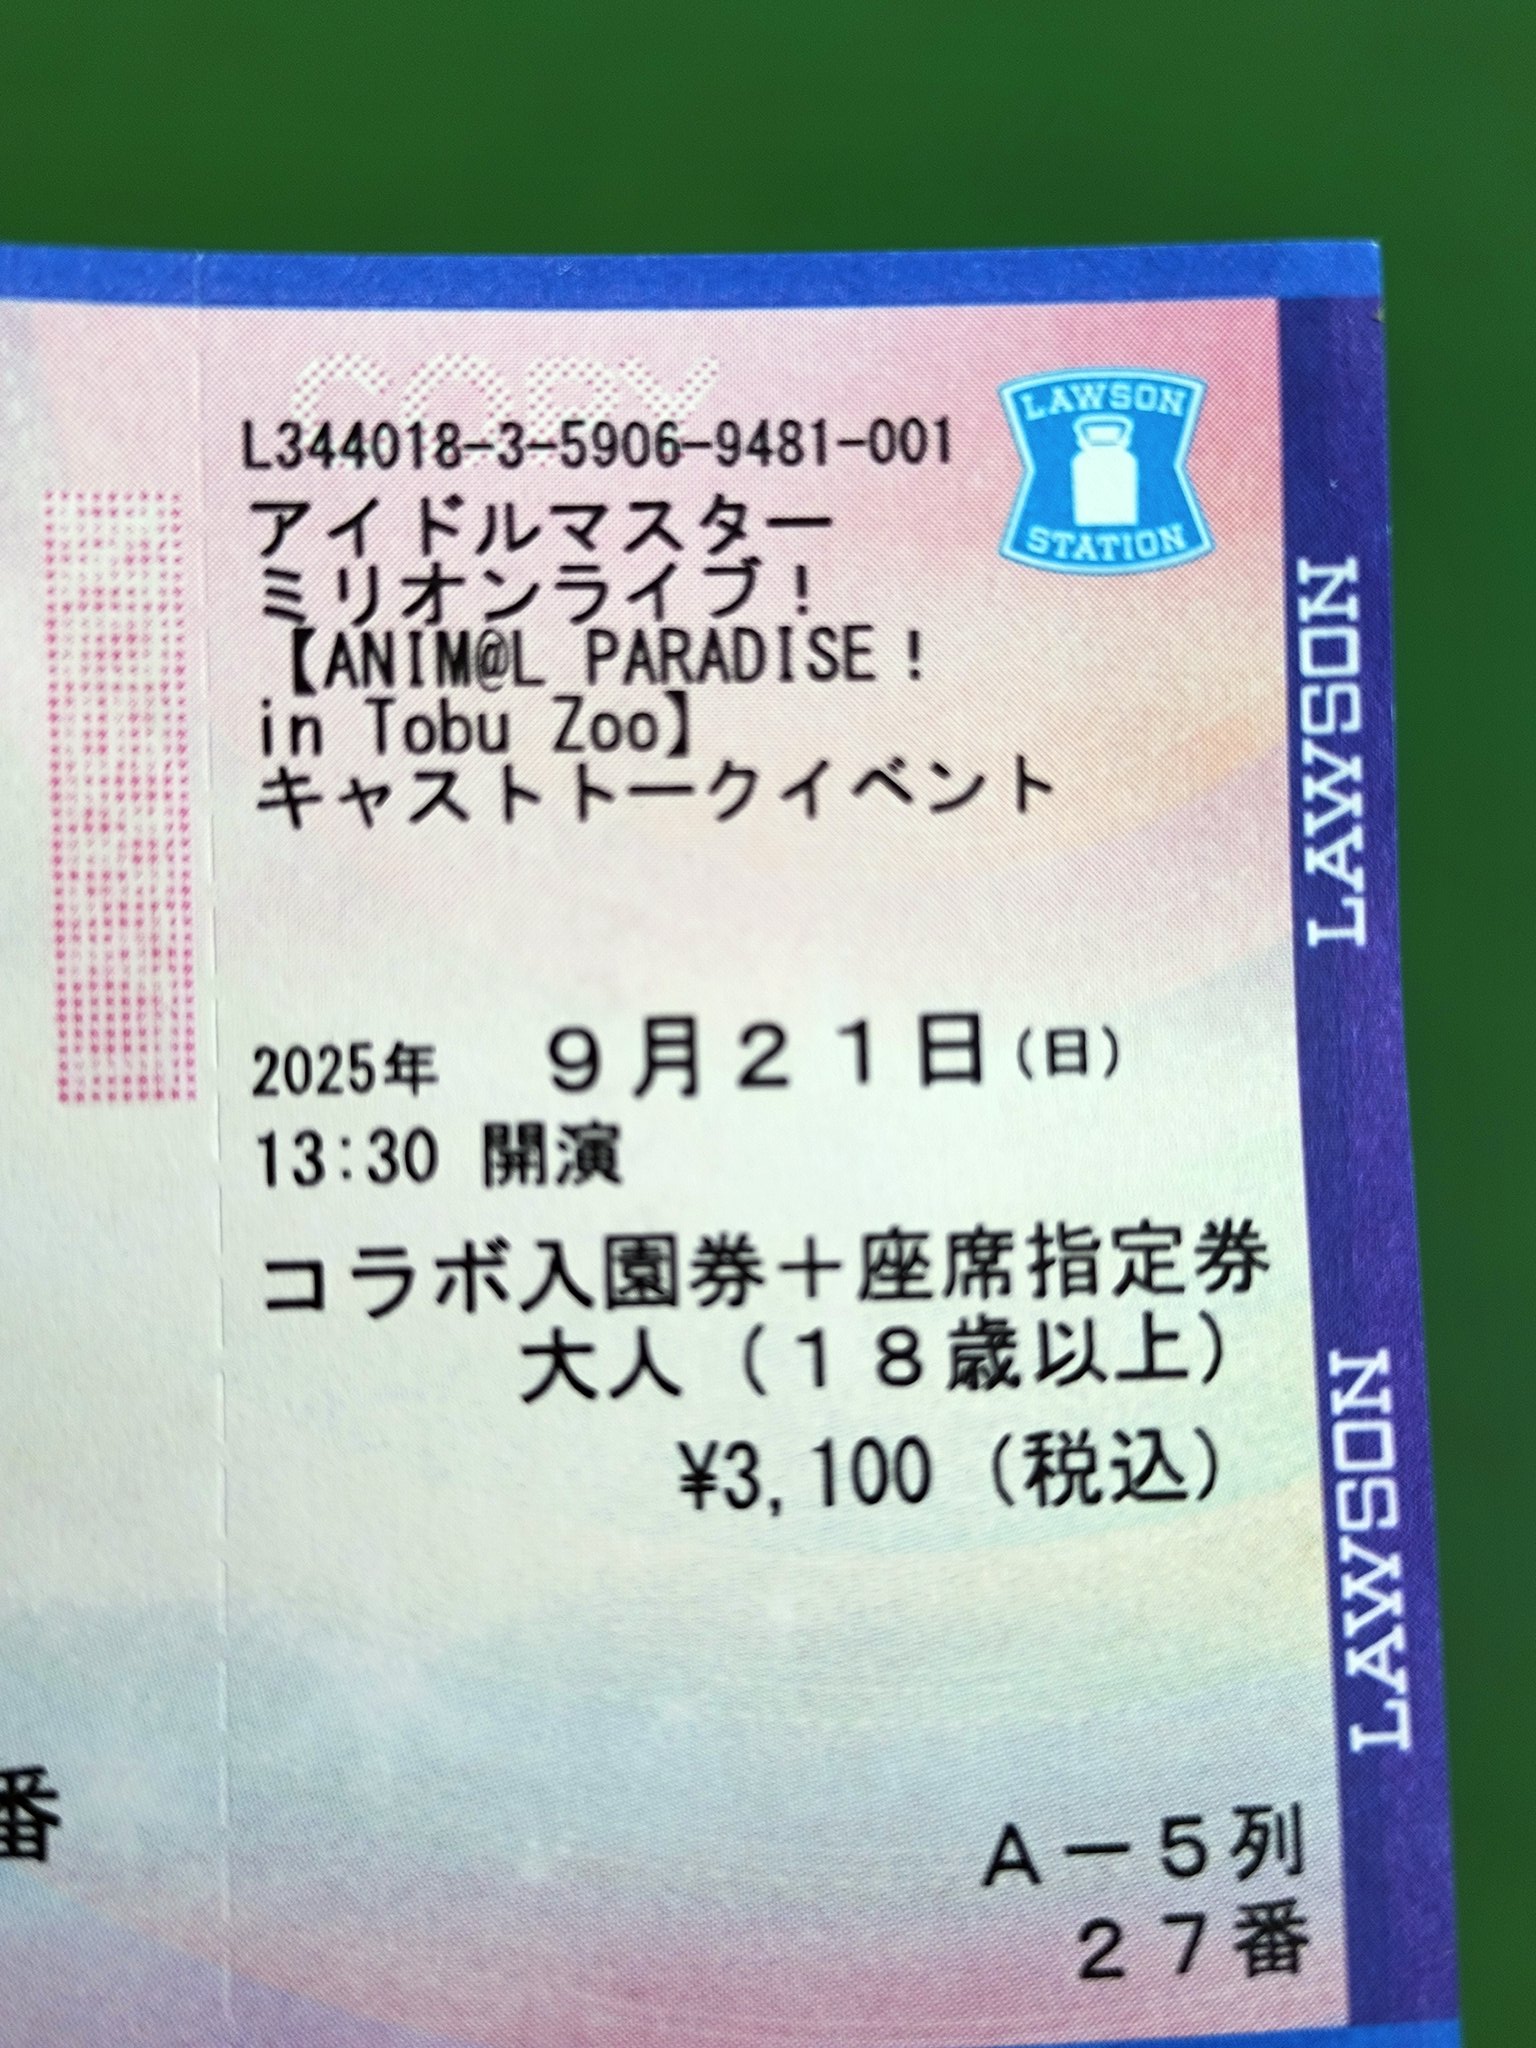 COPY
L344018-3-5906-9481-001
LAWSON
STATION
アイドルマスター
ミリオンライブ！
【ANIM@L PARADISE！
in Tobu Zoo】
キャストトークイベント
2025年 ９月２１日（日）
13:30 開演
コラボ入園券＋座席指定券
大人（１８歳以上）
¥3,100（税込）
Ａ－５列
２７番
番
LAWSON
LAWSON